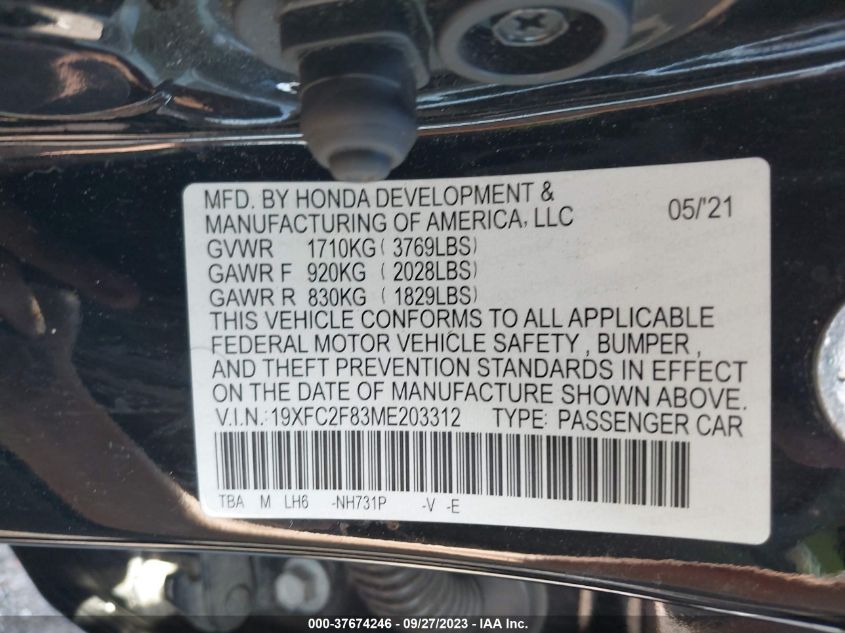 MFD. BY HONDA DEVELOPMENT &
MANUFACTURING OF AMERICA, LLC 05/'21
GVWR 1710KG ( 3769LBS)
GAWR F 920KG ( 2028LBS)
GAWR R 830KG ( 1829LBS)
THIS VEHICLE CONFORMS TO ALL APPLICABLE
FEDERAL MOTOR VEHICLE SAFETY , BUMPER ,
AND THEFT PREVENTION STANDARDS IN EFFECT
ON THE DATE OF MANUFACTURE SHOWN ABOVE.
V.I.N.:19XFC2F83ME203312 TYPE: PASSENGER CAR
TBA M LH6 -NH731P -V -E
000-37674246 - 09/27/2023 - IAA Inc.